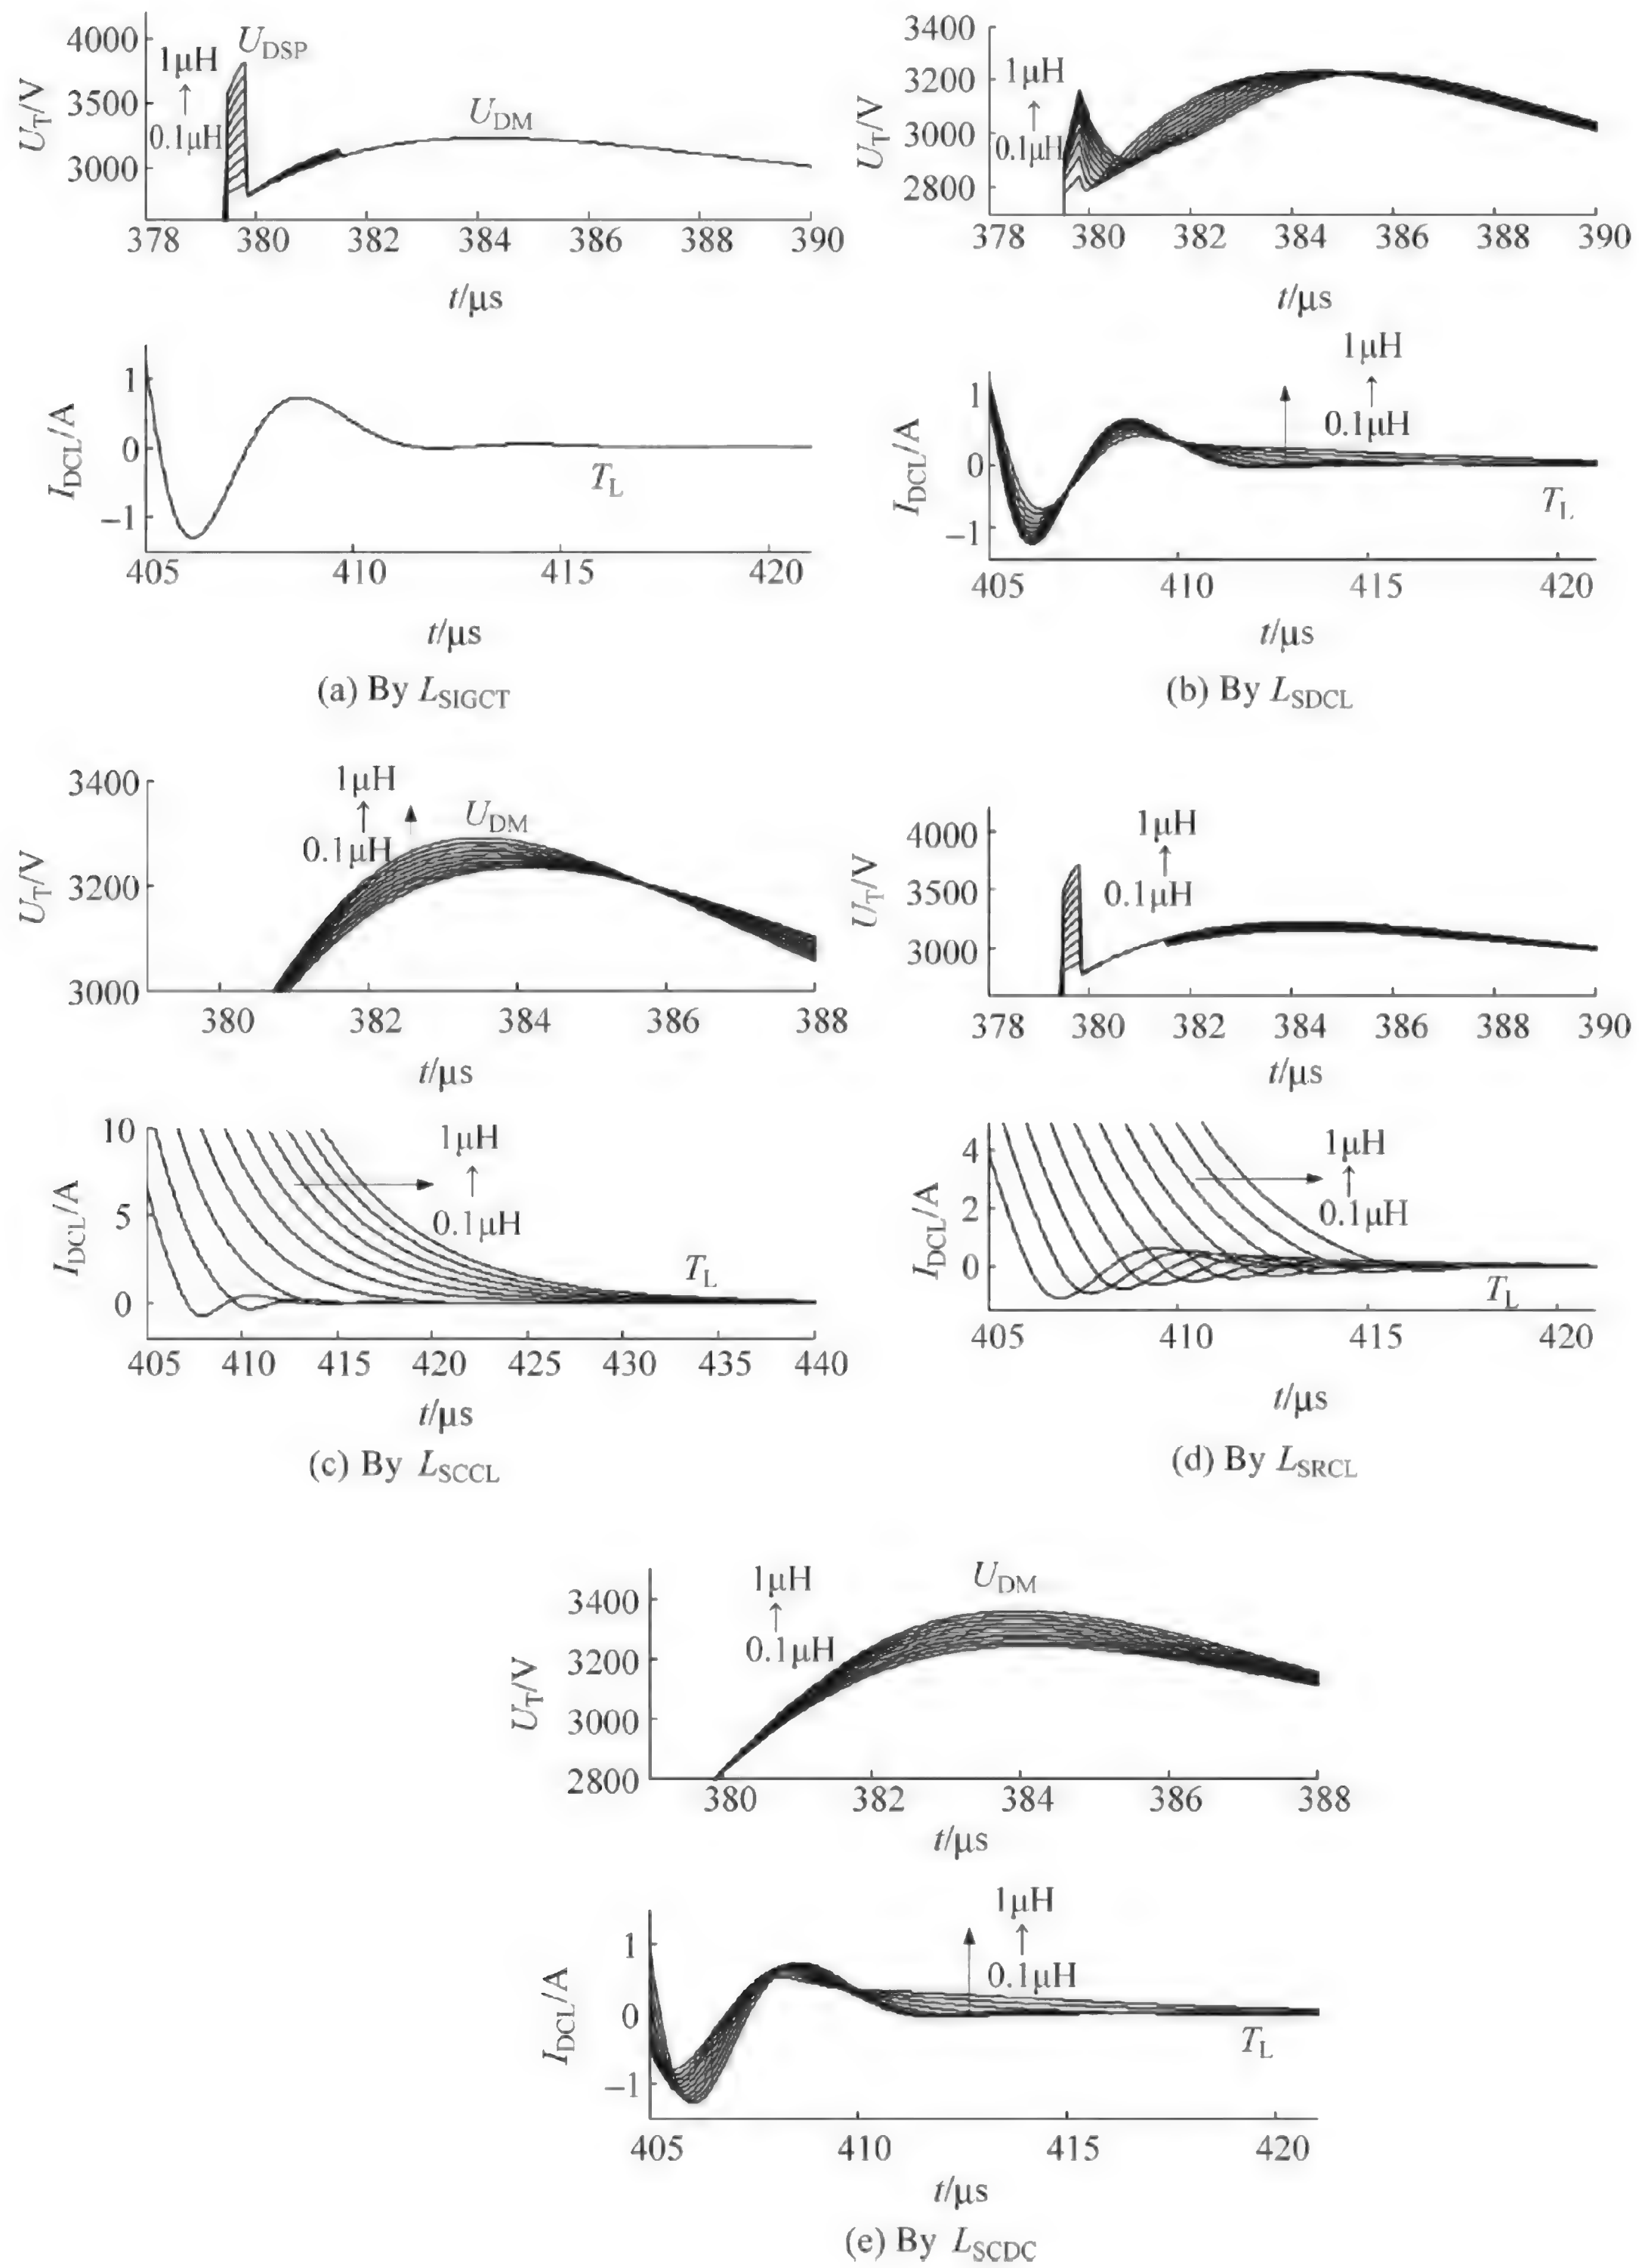 4000
3500
3000
U_T/V
1μH
↑
0.1μH
U_DSP
U_DM
378 380 382 384 386 388 390
t/μs
1
0
−1
I_DCL/A
T_L
405 410 415 420
t/μs
(a) By L_SIGCT
3400
3200
3000
2800
U_T/V
1μH
↑
0.1μH
378 380 382 384 386 388 390
t/μs
1
0
−1
I_DCL/A
1μH
↑
0.1μH
T_L
405 410 415 420
t/μs
(b) By L_SDCL
3400
3200
3000
U_T/V
1μH
↑
0.1μH
U_DM
380 382 384 386 388
t/μs
10
5
0
I_DCL/A
1μH
↑
0.1μH
T_L
405 410 415 420 425 430 435 440
t/μs
(c) By L_SCCL
4000
3500
3000
U_T/V
1μH
↑
0.1μH
378 380 382 384 386 388 390
t/μs
4
2
0
I_DCL/A
1μH
↑
0.1μH
T_L
405 410 415 420
t/μs
(d) By L_SRCL
3400
3200
3000
2800
U_T/V
1μH
↑
0.1μH
U_DM
380 382 384 386 388
t/μs
1
0
−1
I_DCL/A
1μH
↑
0.1μH
T_L
405 410 415 420
t/μs
(e) By L_SCDC